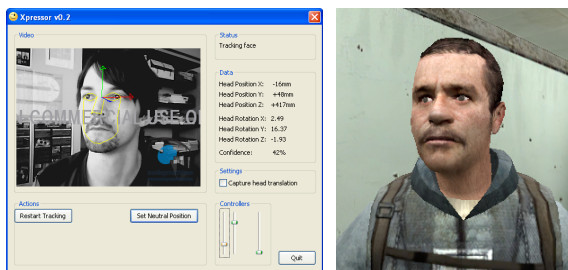 Xpressor v0.2
Video
L COMMERCIAL USE O
Status
Tracking face
Data
Head Position X: -16mm
Head Position Y: +48mm
Head Position Z: +417mm
Head Rotation X: 2.49
Head Rotation Y: 16.37
Head Rotation Z: -1.93
Confidence: 42%
Settings
Capture head translation
Actions
Restart Tracking
Set Neutral Position
Controllers
Quit